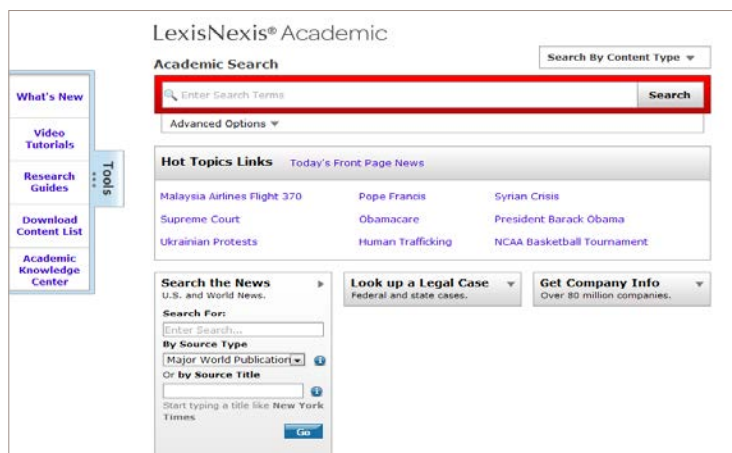 LexisNexis® Academic
Academic Search
Search By Content Type
Enter Search Terms
Search
Advanced Options
What's New
Video
Tutorials
Research
Guides
Download
Content List
Academic
Knowledge
Center
Tools
Hot Topics Links Today's Front Page News
Malaysia Airlines Flight 370 Pope Francis Syrian Crisis
Supreme Court Obamacare President Barack Obama
Ukrainian Protests Human Trafficking NCAA Basketball Tournament
Search the News
U.S. and World News.
Search For:
Enter Search...
By Source Type
Major World Publication
Or by Source Title
Start typing a title like New York
Times
Go
Look up a Legal Case
Federal and state cases.
Get Company Info
Over 80 million companies.